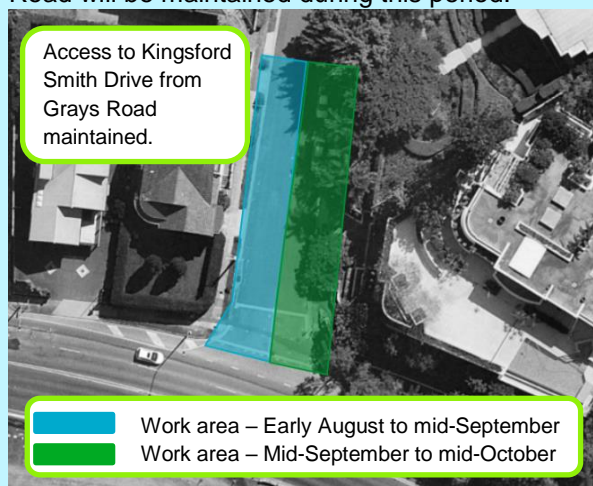 Road will be maintained during this period.
Access to Kingsford
Smith Drive from
Grays Road
maintained.
Work area – Early August to mid-September
Work area – Mid-September to mid-October